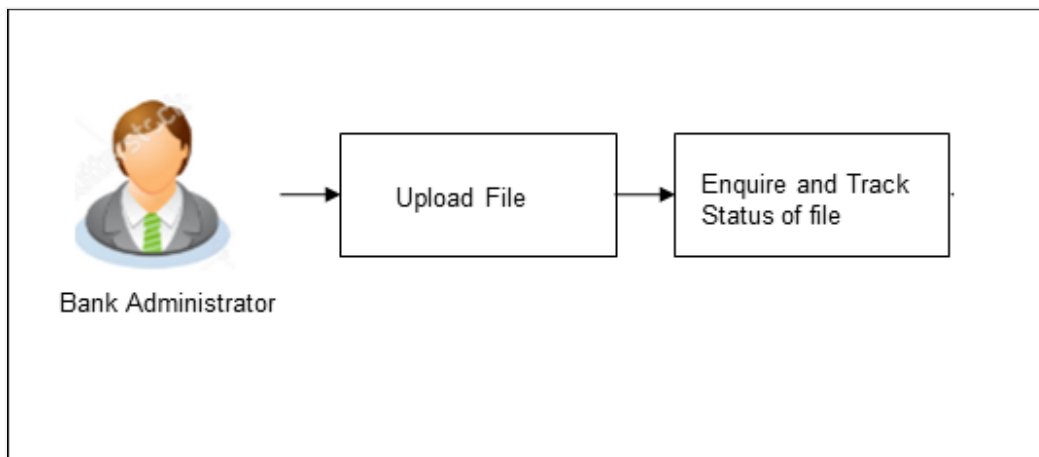 Upload File
Enquire and Track
Status of file
Bank Administrator